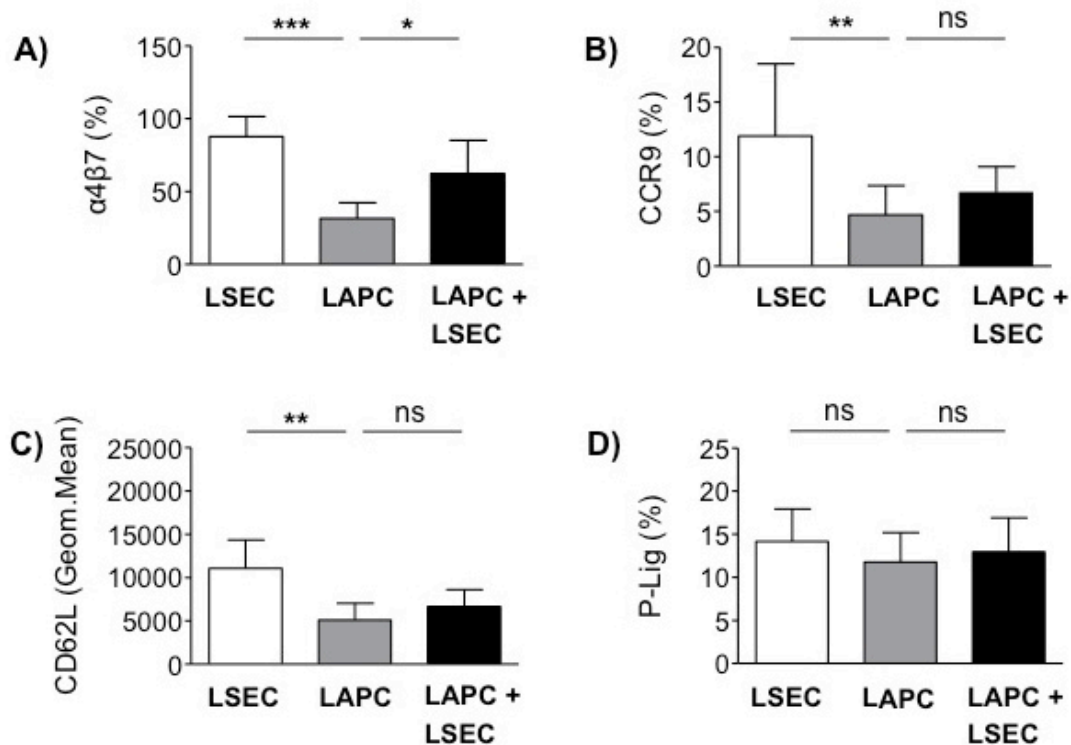 A)
*** *
α4β7 (%)
150
100
50
0
LSEC LAPC LAPC +
LSEC
B)
** ns
CCR9 (%)
20
15
10
5
0
LSEC LAPC LAPC +
LSEC
C)
** ns
CD62L (Geom.Mean)
25000
20000
15000
10000
5000
0
LSEC LAPC LAPC +
LSEC
D)
ns ns
P-Lig (%)
25
20
15
10
5
0
LSEC LAPC LAPC +
LSEC